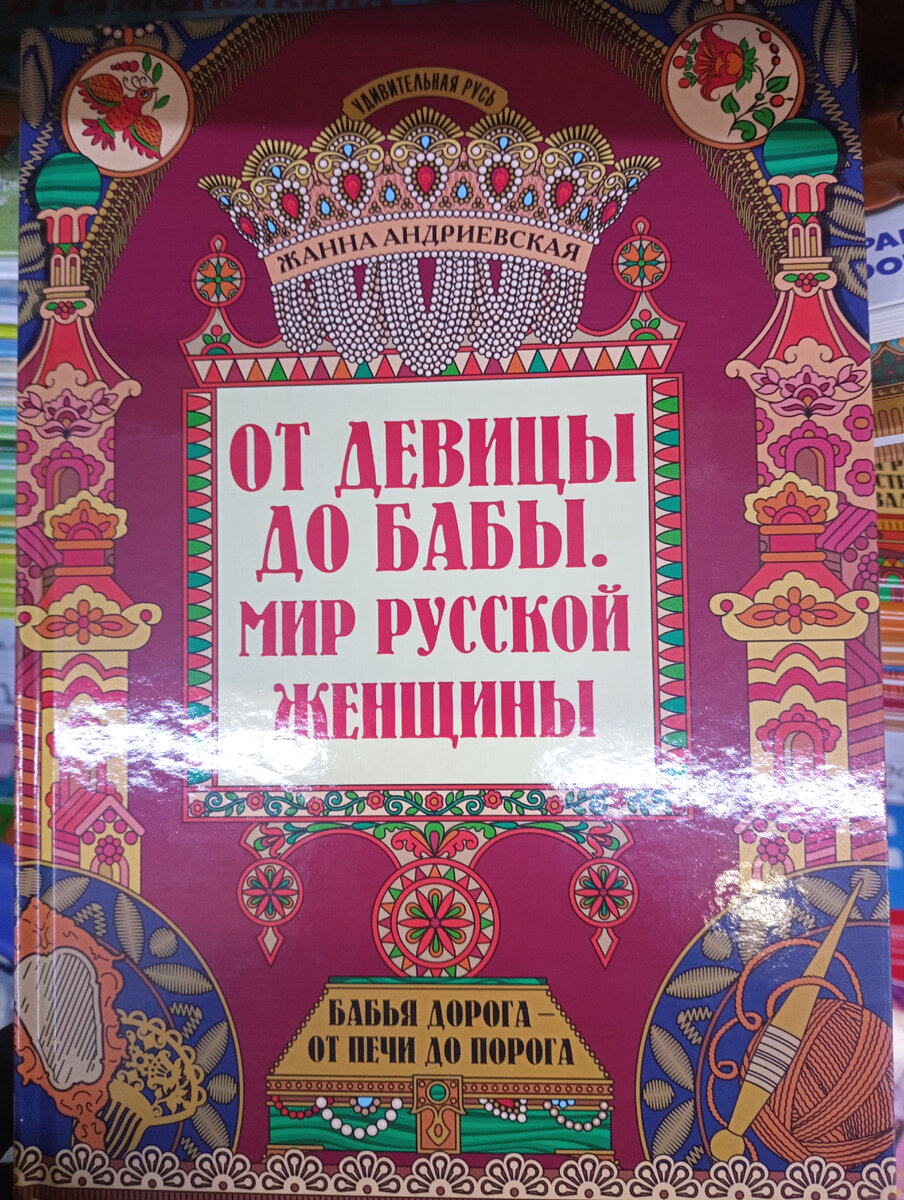 УДИВИТЕЛЬНАЯ РУСЬ
ЖАННА АНДРИЕВСКАЯ
ОТ ДЕВИЦЫ
ДО БАБЫ.
МИР РУССКОЙ
ЖЕНЩИНЫ
БАБЬЯ ДОРОГА –
ОТ ПЕЧИ ДО ПОРОГА